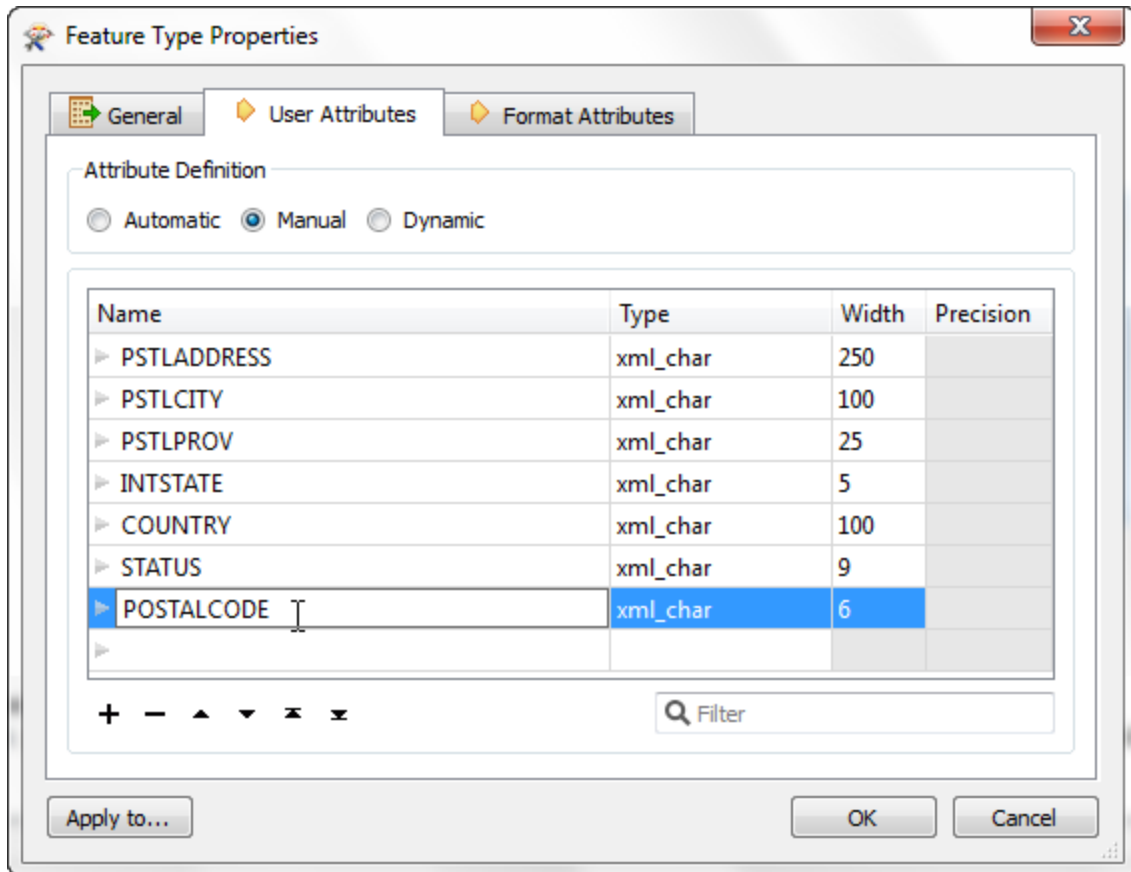 Feature Type Properties
General User Attributes Format Attributes
Attribute Definition
Automatic Manual Dynamic
Name Type Width Precision
PSTLADDRESS xml_char 250
PSTLCITY xml_char 100
PSTLPROV xml_char 25
INTSTATE xml_char 5
COUNTRY xml_char 100
STATUS xml_char 9
POSTALCODE xml_char 6
Filter
Apply to... OK Cancel